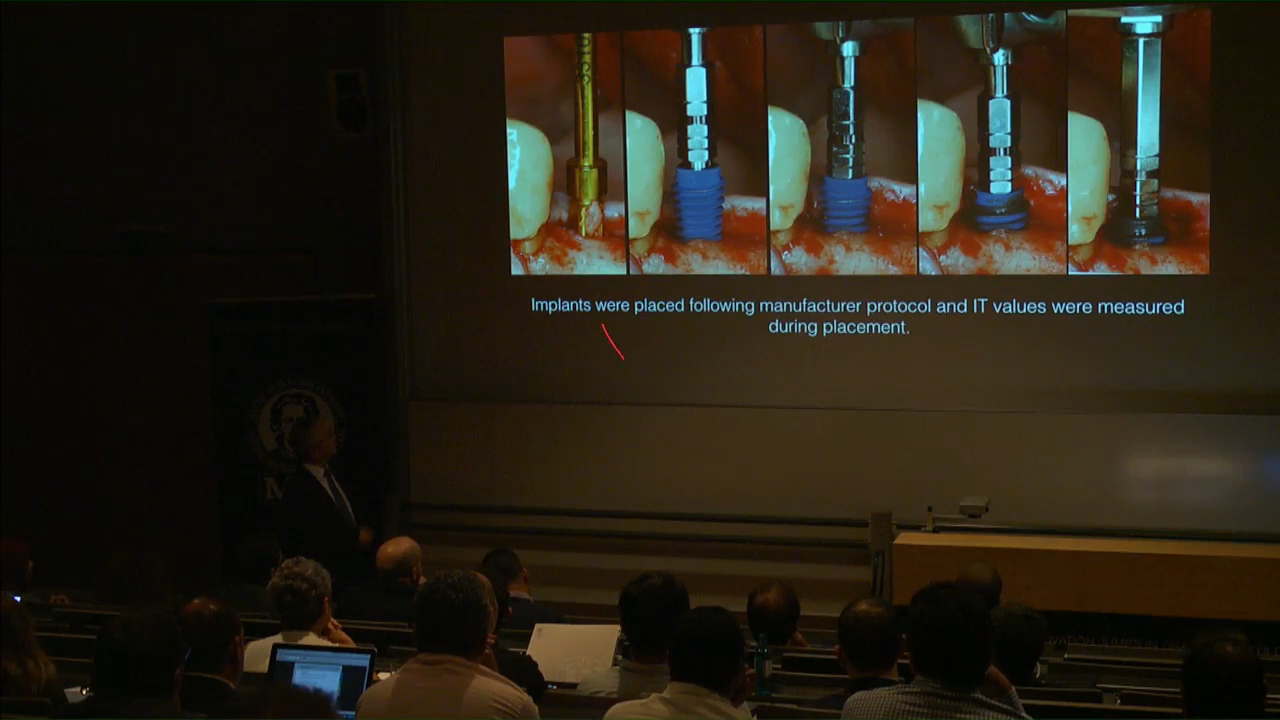 Implants were placed following manufacturer protocol and IT values were measured
during placement.